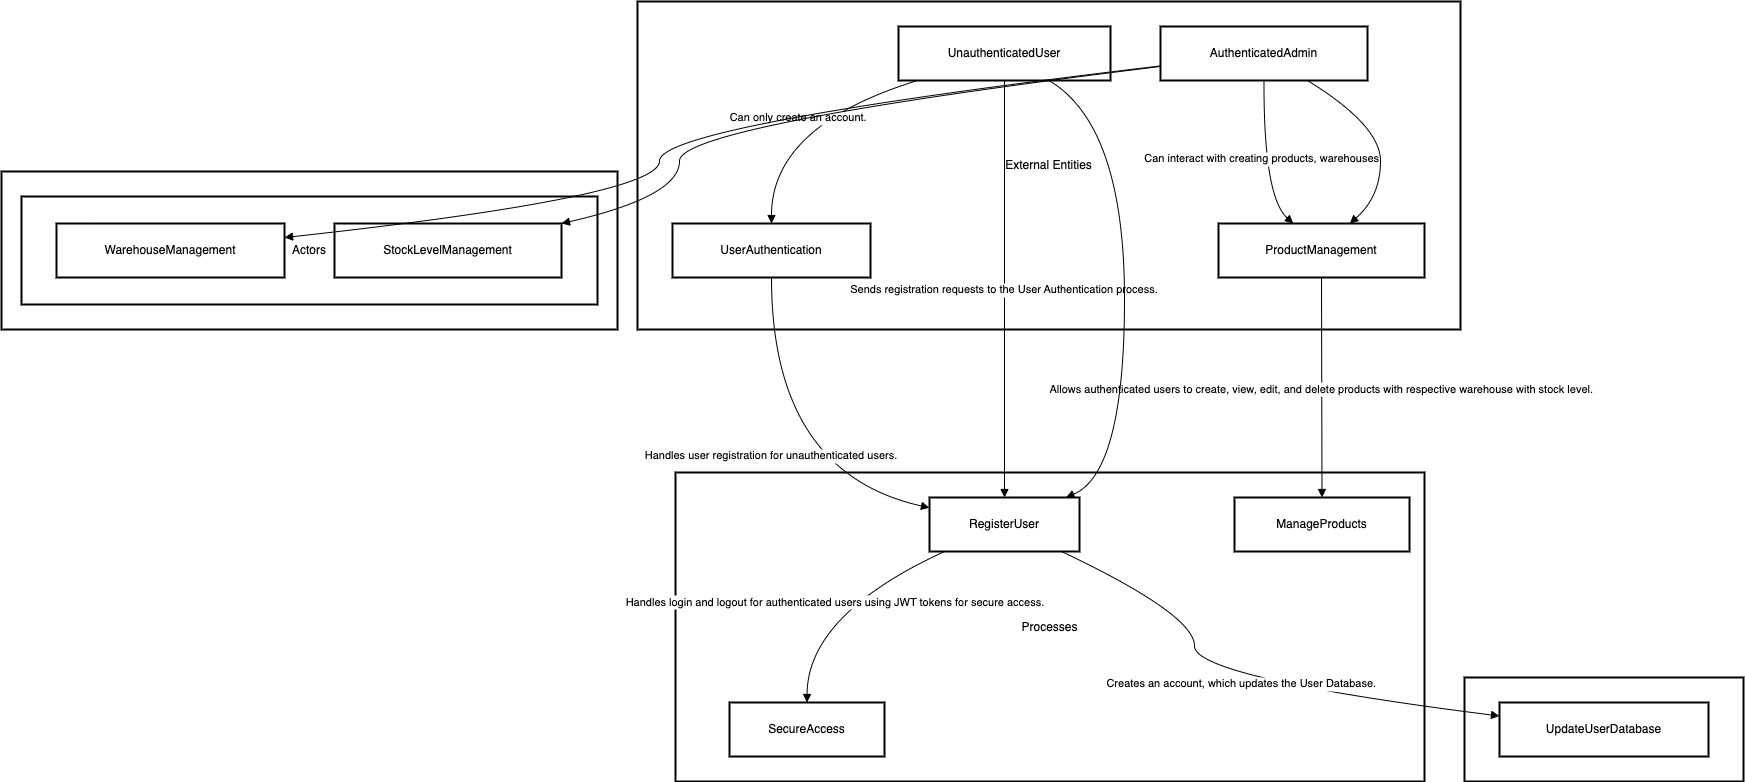 UnauthenticatedUser
AuthenticatedAdmin
Can only create an account.
External Entities
Can interact with creating products, warehouses
WarehouseManagement
Actors
StockLevelManagement
UserAuthentication
ProductManagement
Sends registration requests to the User Authentication process.
Allows authenticated users to create, view, edit, and delete products with respective warehouse with stock level.
Handles user registration for unauthenticated users.
RegisterUser
ManageProducts
Handles login and logout for authenticated users using JWT tokens for secure access.
Processes
Creates an account, which updates the User Database.
SecureAccess
UpdateUserDatabase